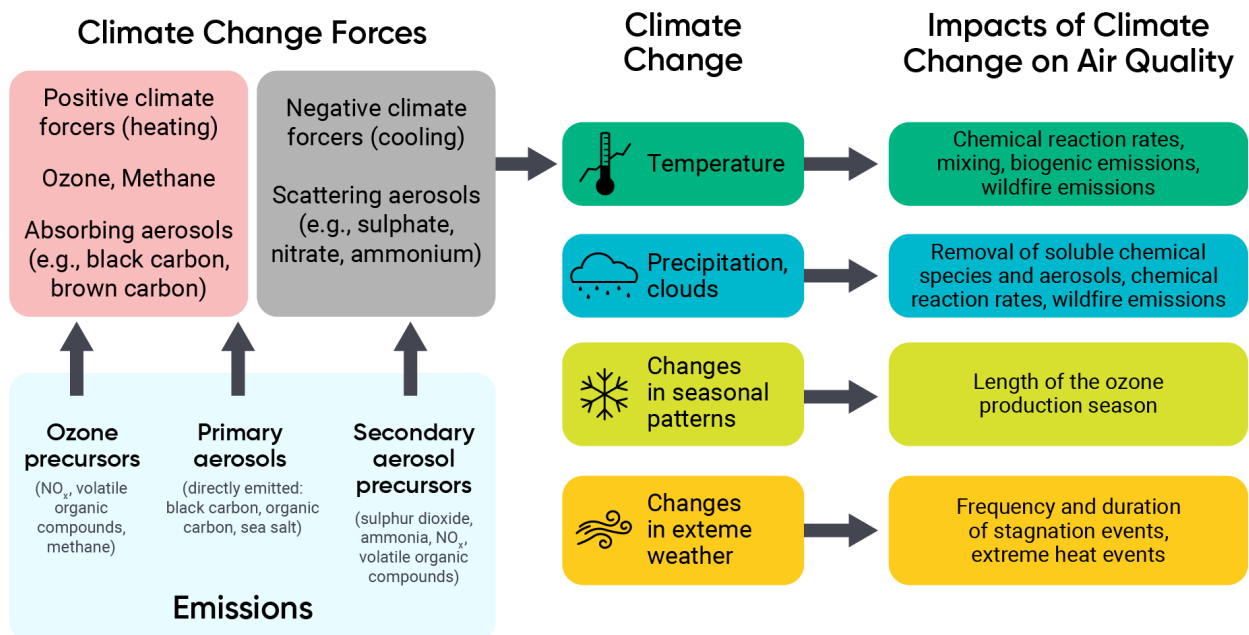 Climate Change Forces
Positive climate
forcers (heating)
Ozone, Methane
Absorbing aerosols
(e.g., black carbon,
brown carbon)
Negative climate
forcers (cooling)
Scattering aerosols
(e.g., sulphate,
nitrate, ammonium)
Ozone
precursors
(NOx, volatile
organic
compounds,
methane)
Primary
aerosols
(directly emitted:
black carbon, organic
carbon, sea salt)
Secondary
aerosol
precursors
(sulphur dioxide,
ammonia, NOx,
volatile organic
compounds)
Emissions
Climate
Change
Temperature
Precipitation,
clouds
Changes
in seasonal
patterns
Changes
in exteme
weather
Impacts of Climate
Change on Air Quality
Chemical reaction rates,
mixing, biogenic emissions,
wildfire emissions
Removal of soluble chemical
species and aerosols, chemical
reaction rates, wildfire emissions
Length of the ozone
production season
Frequency and duration
of stagnation events,
extreme heat events